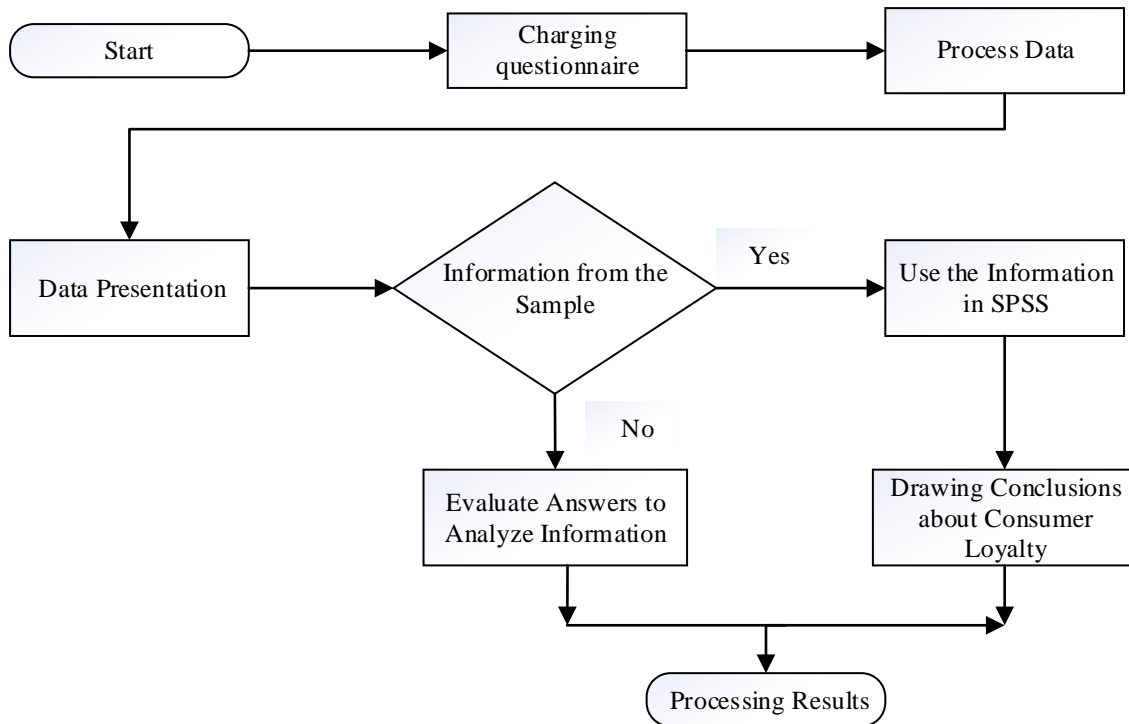 Start
Charging
questionnaire
Process Data
Data Presentation
Information from the
Sample
Yes
Use the Information
in SPSS
No
Evaluate Answers to
Analyze Information
Drawing Conclusions
about Consumer
Loyalty
Processing Results